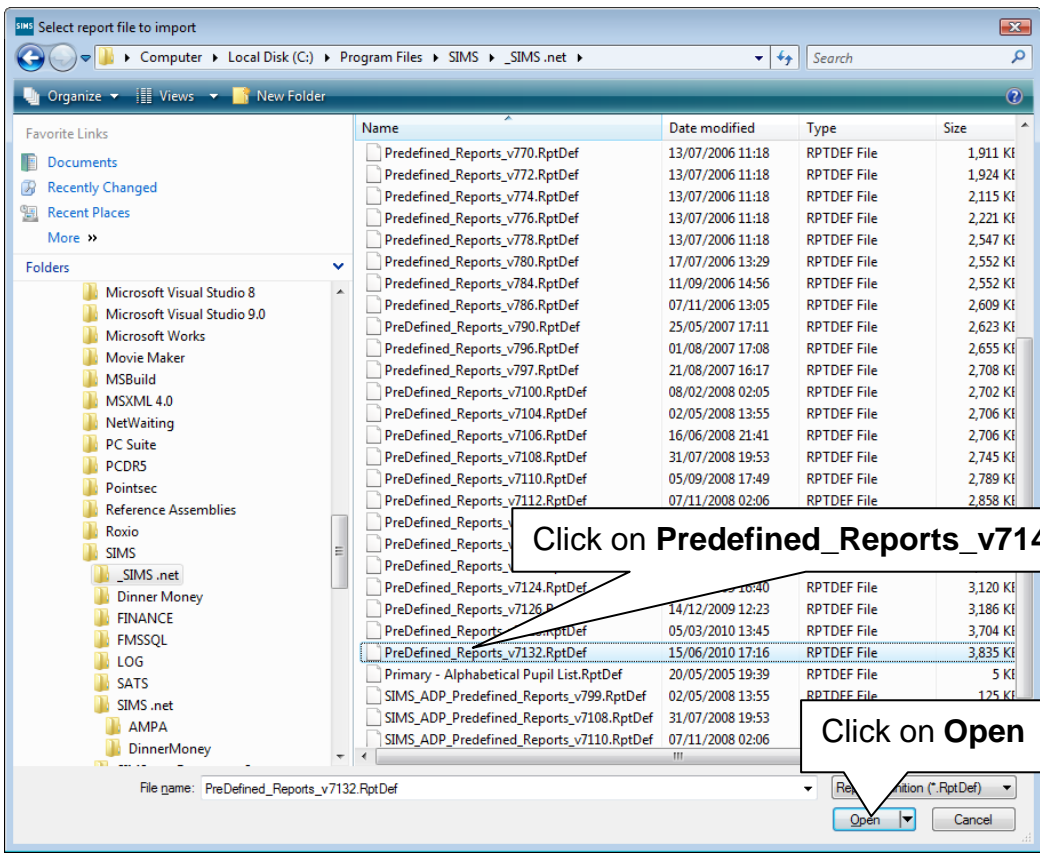 SIMS Select report file to import
Computer Local Disk (C:) Program Files SIMS _SIMS .net Search
Organize Views New Folder
Favorite Links
Documents
Recently Changed
Recent Places
More »
Folders
Microsoft Visual Studio 8
Microsoft Visual Studio 9.0
Microsoft Works
Movie Maker
MSBuild
MSXML 4.0
NetWaiting
PC Suite
PCDR5
Pointsec
Reference Assemblies
Roxio
SIMS
_SIMS .net
Dinner Money
FINANCE
FMSSQL
LOG
SATS
SIMS .net
AMPA
DinnerMoney
Name Date modified Type Size
Predefined_Reports_v770.RptDef 13/07/2006 11:18 RPTDEF File 1,911 KB
Predefined_Reports_v772.RptDef 13/07/2006 11:18 RPTDEF File 1,924 KB
Predefined_Reports_v774.RptDef 13/07/2006 11:18 RPTDEF File 2,115 KB
Predefined_Reports_v776.RptDef 13/07/2006 11:18 RPTDEF File 2,221 KB
Predefined_Reports_v778.RptDef 13/07/2006 11:18 RPTDEF File 2,547 KB
Predefined_Reports_v780.RptDef 17/07/2006 13:29 RPTDEF File 2,552 KB
Predefined_Reports_v784.RptDef 11/09/2006 14:56 RPTDEF File 2,552 KB
Predefined_Reports_v786.RptDef 07/11/2006 13:05 RPTDEF File 2,609 KB
PreDefined_Reports_v790.RptDef 25/05/2007 17:11 RPTDEF File 2,623 KB
Predefined_Reports_v796.RptDef 01/08/2007 17:08 RPTDEF File 2,655 KB
Predefined_Reports_v797.RptDef 21/08/2007 16:17 RPTDEF File 2,708 KB
PreDefined_Reports_v7100.RptDef 08/02/2008 02:05 RPTDEF File 2,702 KB
PreDefined_Reports_v7104.RptDef 02/05/2008 13:55 RPTDEF File 2,706 KB
PreDefined_Reports_v7106.RptDef 16/06/2008 21:41 RPTDEF File 2,706 KB
PreDefined_Reports_v7108.RptDef 31/07/2008 19:53 RPTDEF File 2,745 KB
PreDefined_Reports_v7110.RptDef 05/09/2008 17:49 RPTDEF File 2,789 KB
PreDefined_Reports_v7112.RptDef 07/11/2008 02:06 RPTDEF File 2,858 KB
PreDefined_Reports_v
PreDefined_Reports_v
PreDefined_Reports_v
Click on Predefined_Reports_v714
PreDefined_Reports_v7124.RptDef 16:40 RPTDEF File 3,120 KB
PreDefined_Reports_v7126 14/12/2009 12:23 RPTDEF File 3,186 KB
PreDefined_Reports 05/03/2010 13:45 RPTDEF File 3,704 KB
PreDefined_Reports_v7132.RptDef 15/06/2010 17:16 RPTDEF File 3,835 KB
Primary - Alphabetical Pupil List.RptDef 20/05/2005 19:39 RPTDEF File 5 KB
SIMS_ADP_Predefined_Reports_v799.RptDef 02/05/2008 13:55 RPTDEF File 125 KB
SIMS_ADP_Predefined_Reports_v7108.RptDef 31/07/2008 19:53
SIMS_ADP_Predefined_Reports_v7110.RptDef 07/11/2008 02:06
Click on Open
File name: PreDefined_Reports_v7132.RptDef (*.RptDef)
Open Cancel